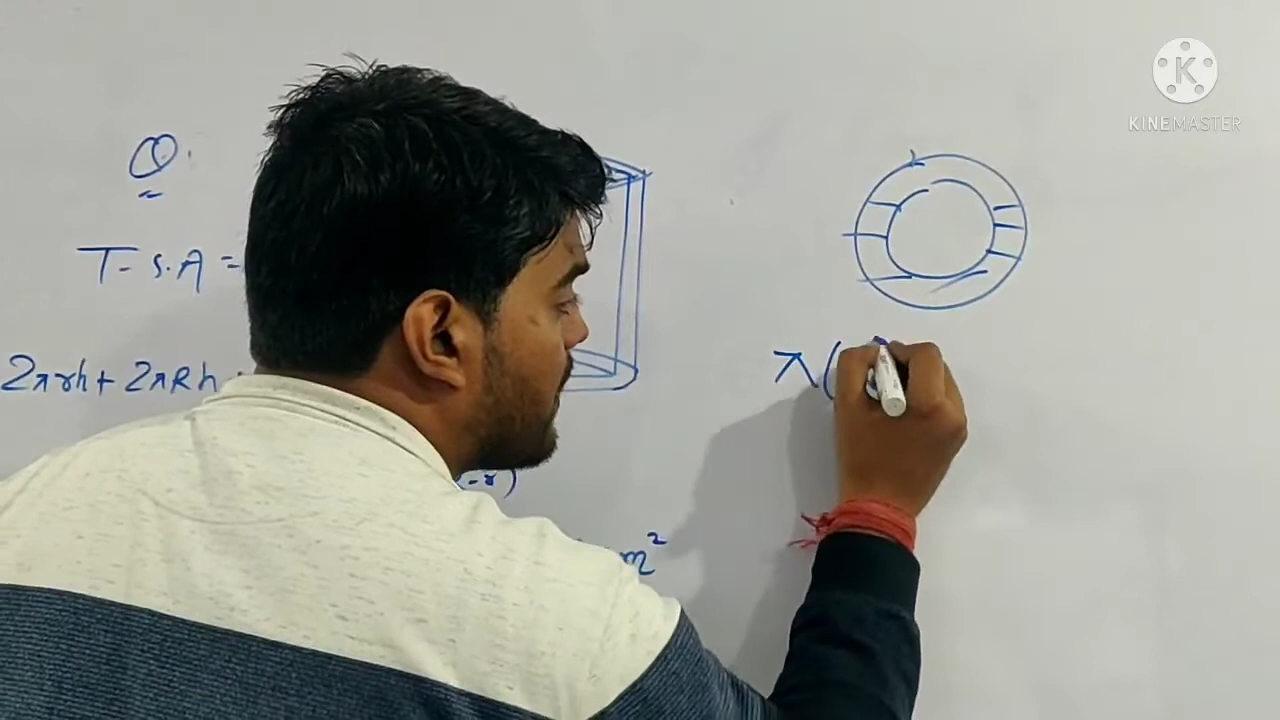 Q.
KINEMASTER
T.S.A =
2πrh + 2πRh
π(
-r)
m²